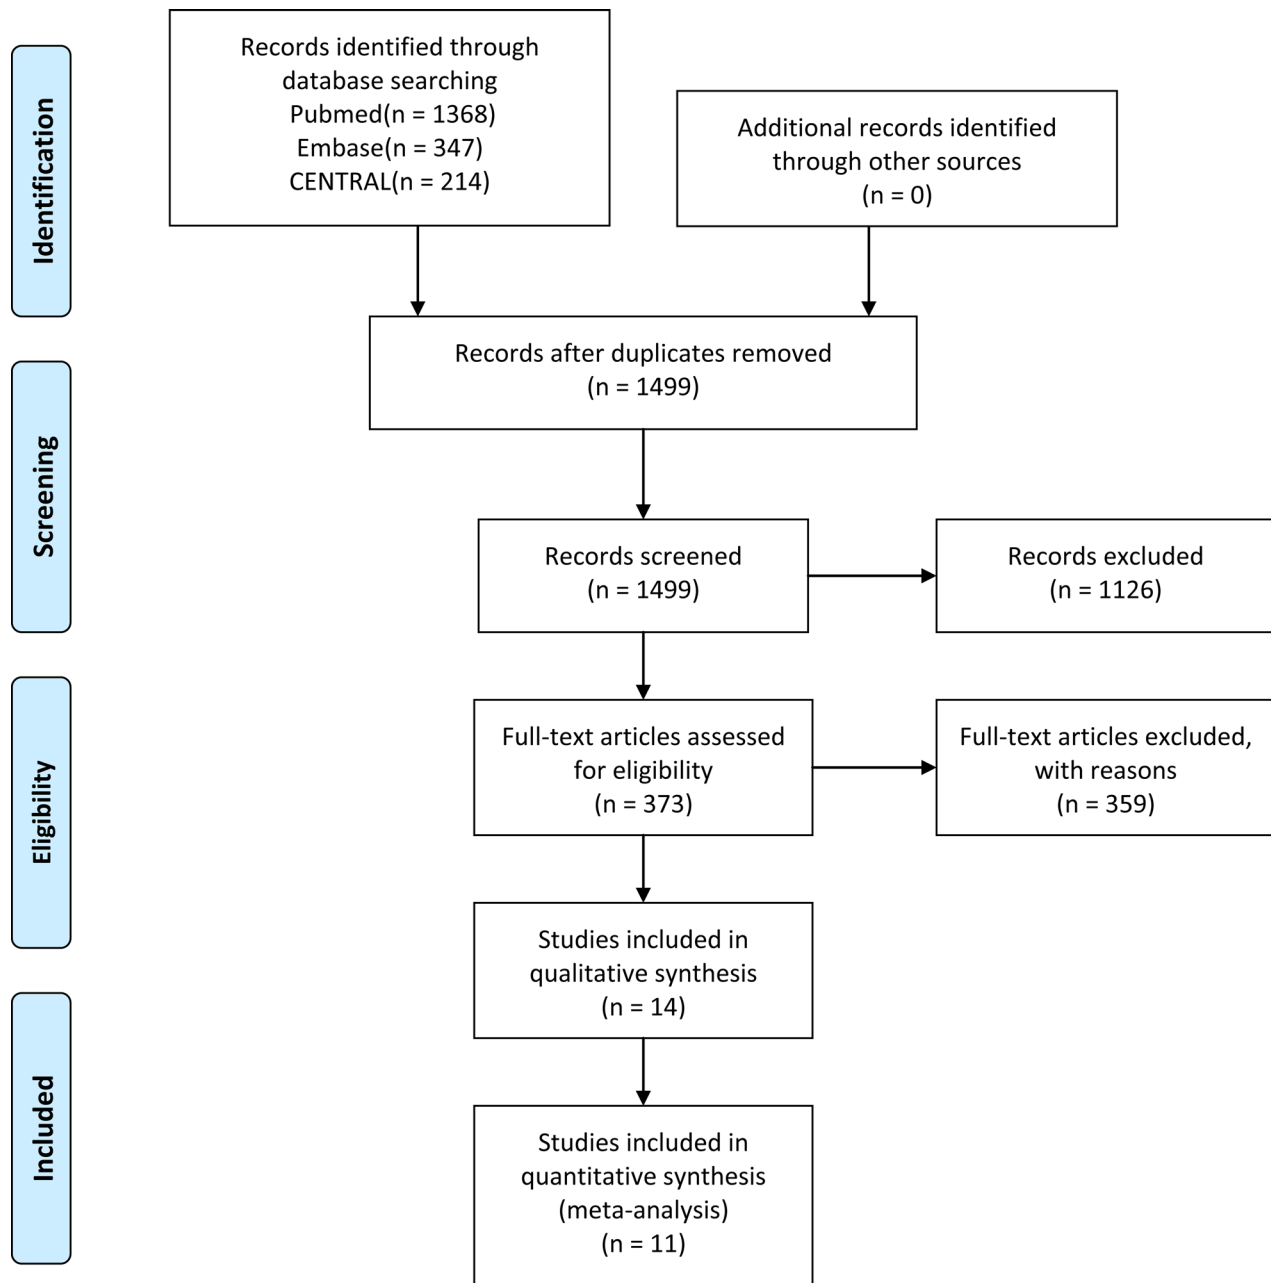 Identification
Records identified through
database searching
Pubmed(n = 1368)
Embase(n = 347)
CENTRAL(n = 214)
Additional records identified
through other sources
(n = 0)
Records after duplicates removed
(n = 1499)
Screening
Records screened
(n = 1499)
Records excluded
(n = 1126)
Eligibility
Full-text articles assessed
for eligibility
(n = 373)
Full-text articles excluded,
with reasons
(n = 359)
Studies included in
qualitative synthesis
(n = 14)
Included
Studies included in
quantitative synthesis
(meta-analysis)
(n = 11)